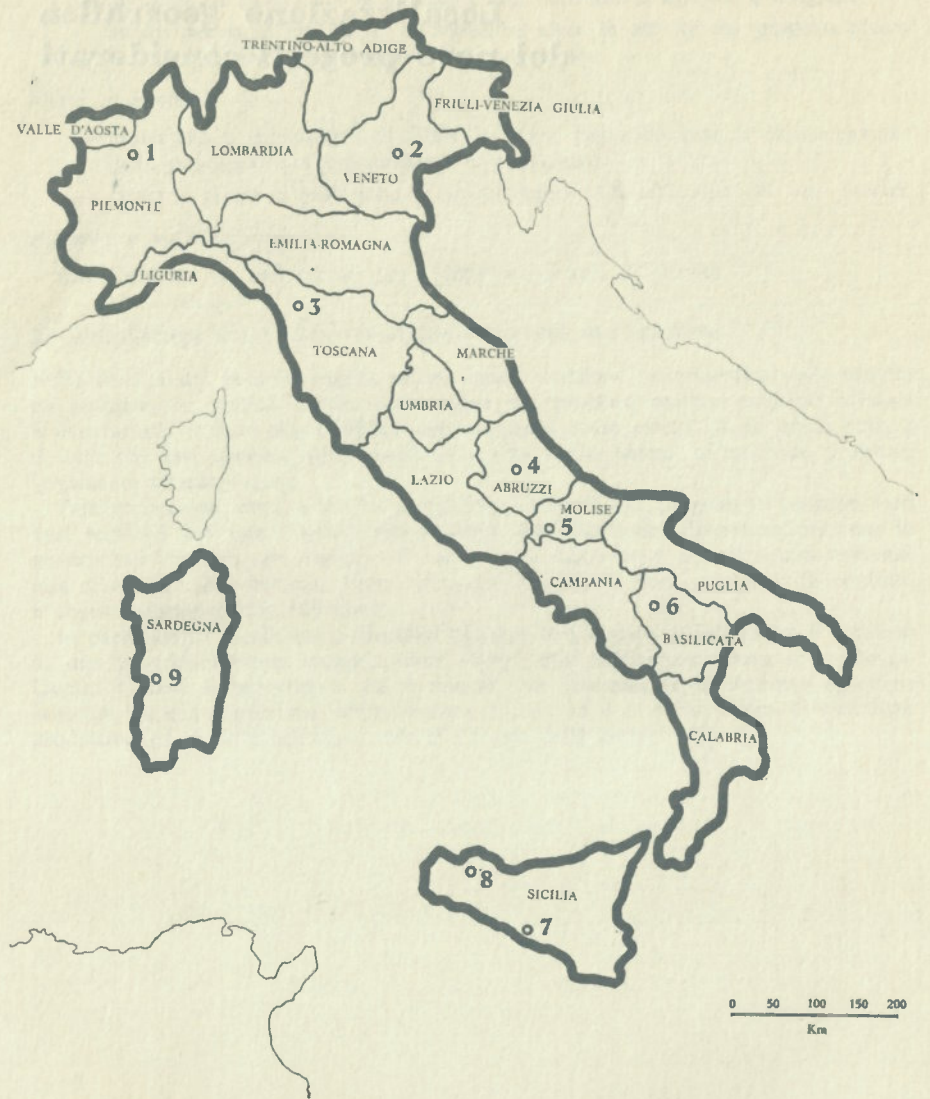 TRENTINO-ALTO ADIGE
FRIULI-VENEZIA GIULIA
VALLE D'AOSTA
LOMBARDIA
1
2
VENETO
PIEMONTE
EMILIA-ROMAGNA
LIGURIA
3
TOSCANA
MARCHE
UMBRIA
4
LAZIO
ABRUZZI
MOLISE
5
CAMPANIA
PUGLIA
6
SARDEGNA
BASILICATA
9
CALABRIA
8
SICILIA
7
0 50 100 150 200
Km